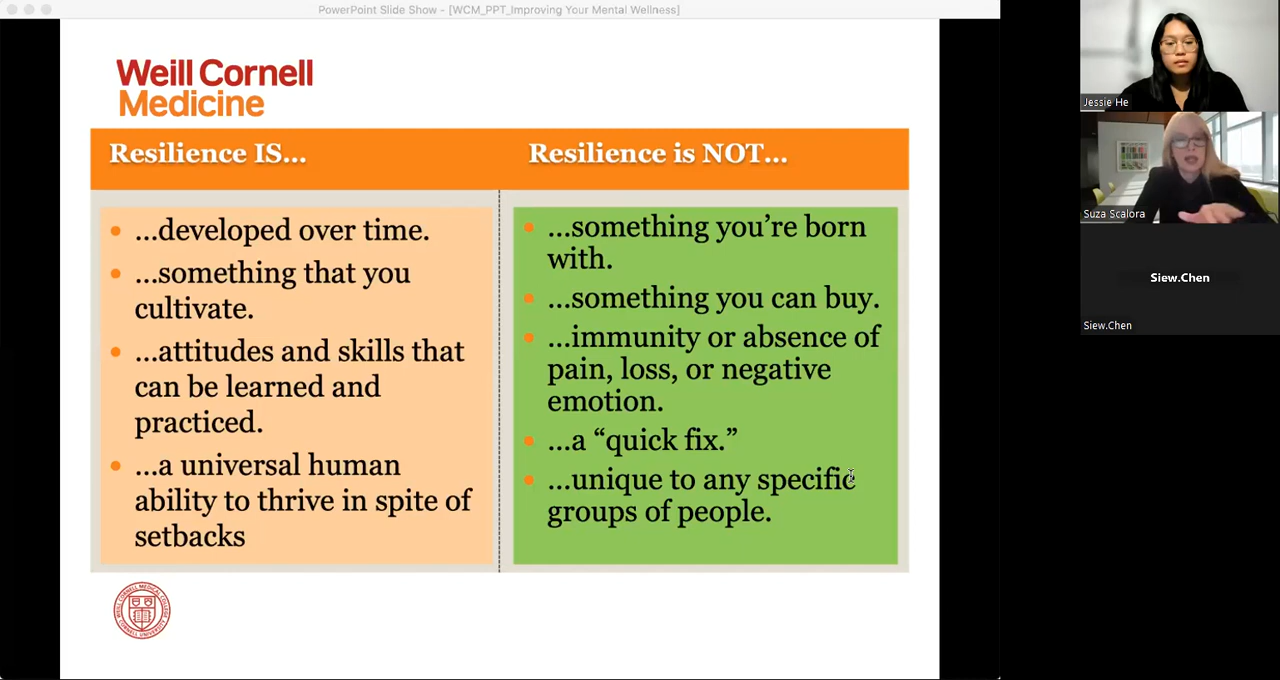 PowerPoint Slide Show - [WCM_PPT_Improving Your Mental Wellness]
Weill Cornell
Medicine
Resilience IS...
Resilience is NOT...
...developed over time.
...something that you
cultivate.
...attitudes and skills that
can be learned and
practiced.
...a universal human
ability to thrive in spite of
setbacks
...something you’re born
with.
...something you can buy.
...immunity or absence of
pain, loss, or negative
emotion.
...a “quick fix.”
...unique to any specific
groups of people.
Jessie He
Suza Scalora
Siew.Chen
Siew.Chen